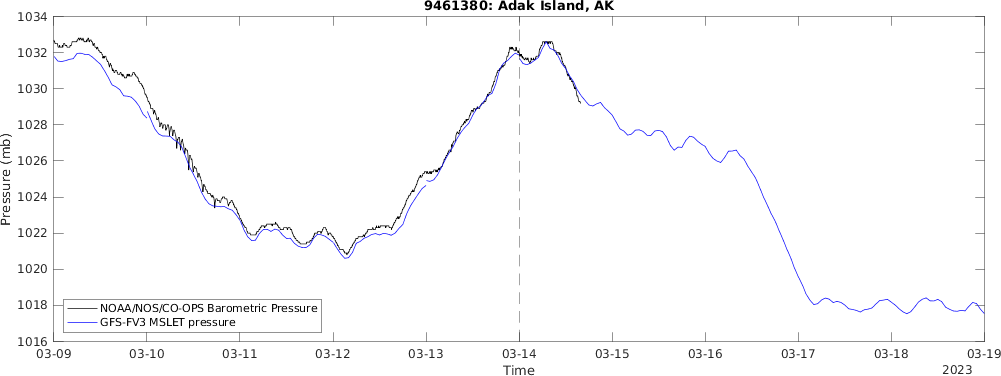 9461380: Adak Island, AK
Pressure (mb)
1034
1032
1030
1028
1026
1024
1022
1020
1018
1016
NOAA/NOS/CO-OPS Barometric Pressure
GFS-FV3 MSLET pressure
03-09 03-10 03-11 03-12 03-13 03-14 03-15 03-16 03-17 03-18 03-19
Time
2023